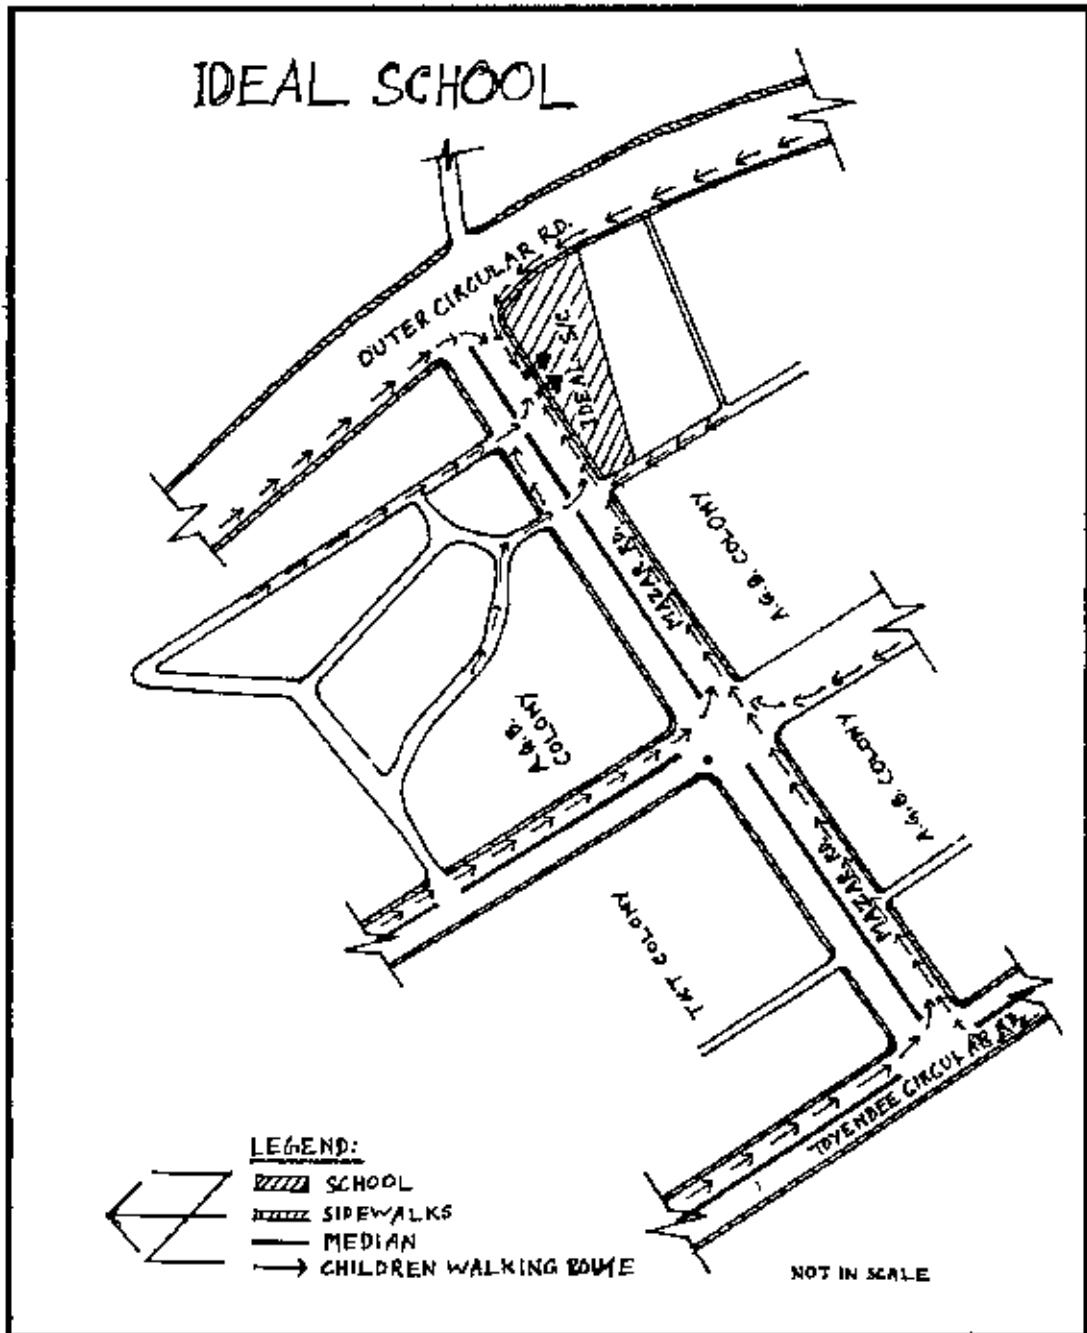 IDEAL SCHOOL
OUTER CIRCULAR RD.
IDEAL S/C
MAZAR RD.
A.G.B. COLONY
A.G.B.
COLONY
A.G.B. COLONY
MAZAR RD.
TKT COLONY
TOYENBEE CIRCULAR RD.
LEGEND:
SCHOOL
SIDEWALKS
MEDIAN
CHILDREN WALKING ROUTE
NOT IN SCALE